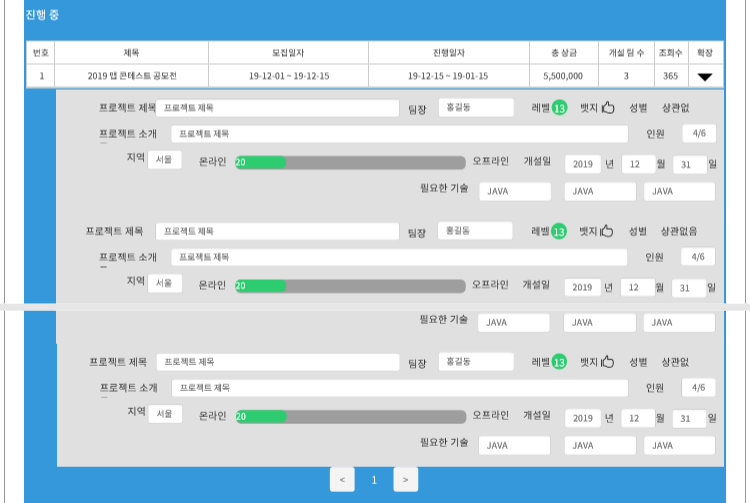 진행 중
번호 제목 모집일자 진행일자 총 상금 개설 팀 수 조회수 확장
1 2019 앱 콘테스트 공모전 19-12-01 ~ 19-12-15 19-12-15 ~ 19-01-15 5,500,000 3 365
프로젝트 제목 프로젝트 제목 팀장 홍길동 레벨 13 뱃지 성별 상관없
프로젝트 소개 프로젝트 제목 인원 4/6
지역 서울 온라인 20 오프라인 개설일 2019 년 12 월 31 일
필요한 기술 JAVA JAVA JAVA
프로젝트 제목 프로젝트 제목 팀장 홍길동 레벨 13 뱃지 성별 상관없음
프로젝트 소개 프로젝트 제목 인원 4/6
지역 서울 온라인 20 오프라인 개설일 2019 년 12 월 31 일
필요한 기술 JAVA JAVA JAVA
프로젝트 제목 프로젝트 제목 팀장 홍길동 레벨 13 뱃지 성별 상관없
프로젝트 소개 프로젝트 제목 인원 4/6
지역 서울 온라인 20 오프라인 개설일 2019 년 12 월 31 일
필요한 기술 JAVA JAVA JAVA
< 1 >